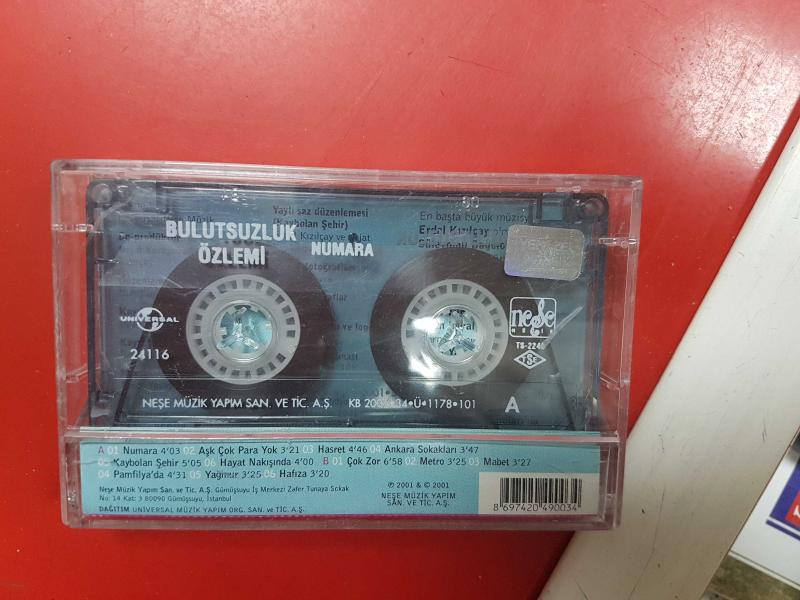 Yaylı saz düzenlemesi
En başta büyük müzisy
(Kaybolan Şehir)
Erdal Kızılçay
BULUTSUZLUK
ÖZLEMİ
NUMARA
UNIVERSAL
24116
neşe
MÜZİK
TS-2240
TSE
NEŞE MÜZİK YAPIM SAN. VE TİC. A.Ş.
A
A 01 Numara 4'03 02 Aşk Çok Para Yok 3'21 03 Hasret 4'46 04 Ankara Sokakları 3'47
05 Kaybolan Şehir 5'05 06 Hayat Nakışında 4'00 B 01 Çok Zor 6'58 02 Metro 3'25 03 Mabet 3'27
04 Pamfilya'da 4'31 05 Yağmur 3'25 06 Hafıza 3'20
Neşe Müzik Yapım San. ve Tic. A.Ş. Gümüşsuyu İş Merkezi Zafer Tunaya Sokak
No: 14 Kat: 3 80090 Gümüşsuyu, İstanbul
DAĞITIM UNIVERSAL MÜZİK YAPIM ORG. SAN. ve TİC. A.Ş.
℗ 2001 & © 2001
NEŞE MÜZİK YAPIM
SAN. VE TİC. A.Ş.
8 697420 490034